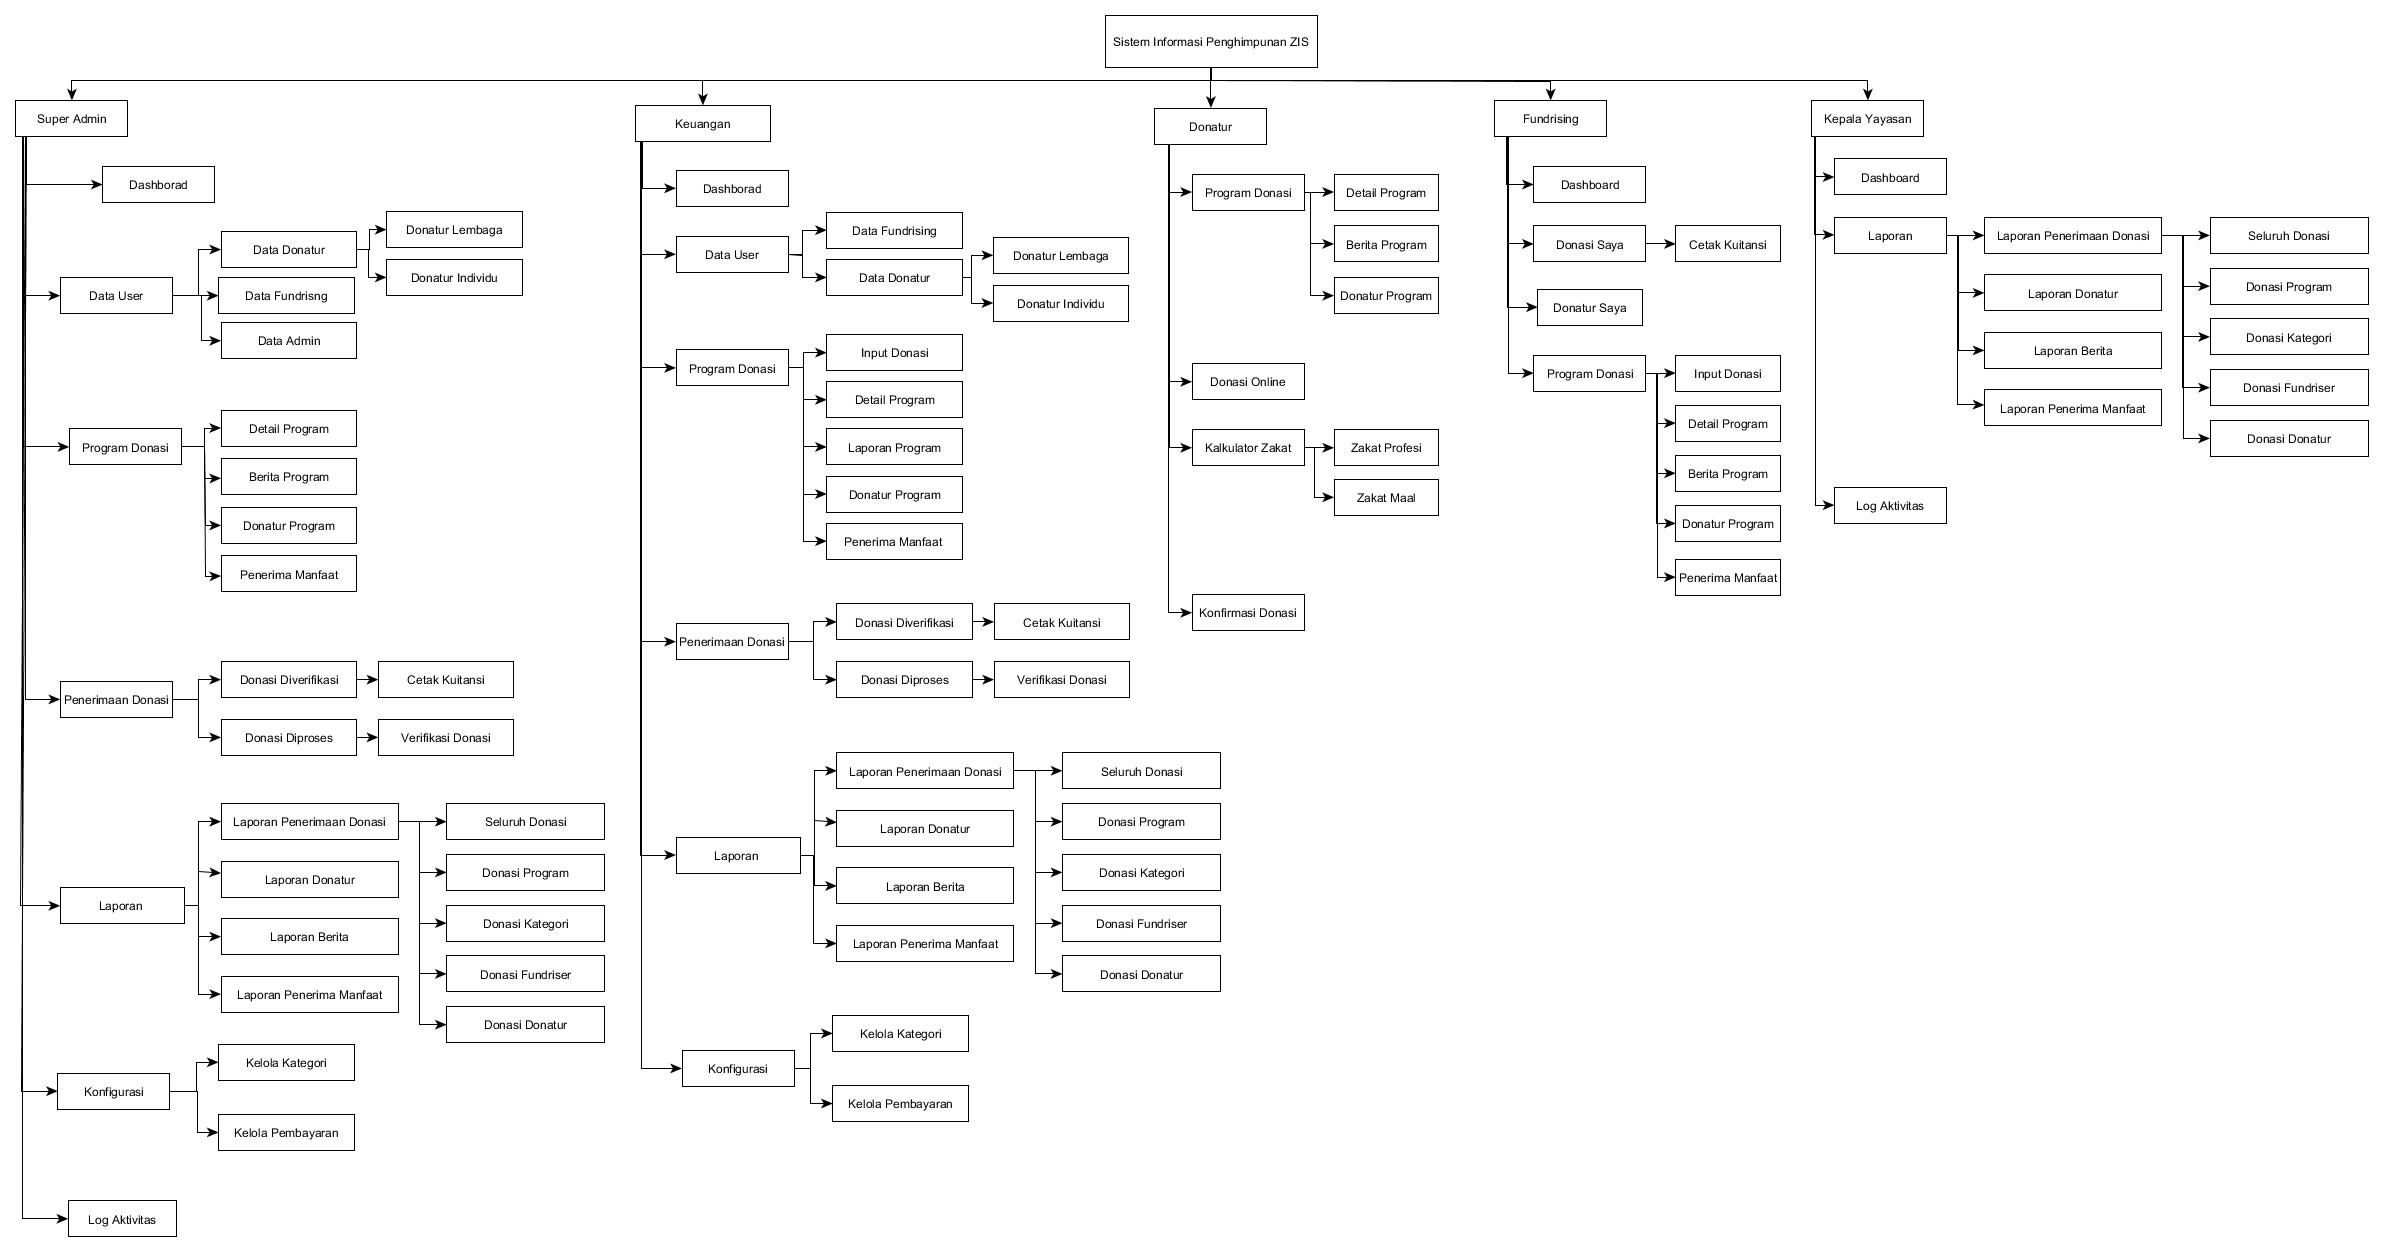 Sistem Informasi Penghimpunan ZIS
Super Admin
Dashborad
Data User
Data Donatur
Donatur Lembaga
Donatur Individu
Data Fundrisng
Data Admin
Program Donasi
Detail Program
Berita Program
Donatur Program
Penerima Manfaat
Penerimaan Donasi
Donasi Diverifikasi
Cetak Kuitansi
Donasi Diproses
Verifikasi Donasi
Laporan
Laporan Penerimaan Donasi
Seluruh Donasi
Donasi Program
Donasi Kategori
Donasi Fundriser
Donasi Donatur
Laporan Donatur
Laporan Berita
Laporan Penerima Manfaat
Konfigurasi
Kelola Kategori
Kelola Pembayaran
Log Aktivitas
Keuangan
Dashborad
Data User
Data Fundrising
Data Donatur
Donatur Lembaga
Donatur Individu
Program Donasi
Input Donasi
Detail Program
Laporan Program
Donatur Program
Penerima Manfaat
Penerimaan Donasi
Donasi Diverifikasi
Cetak Kuitansi
Donasi Diproses
Verifikasi Donasi
Laporan
Laporan Penerimaan Donasi
Seluruh Donasi
Donasi Program
Donasi Kategori
Donasi Fundriser
Donasi Donatur
Laporan Donatur
Laporan Berita
Laporan Penerima Manfaat
Konfigurasi
Kelola Kategori
Kelola Pembayaran
Donatur
Program Donasi
Detail Program
Berita Program
Donatur Program
Donasi Online
Kalkulator Zakat
Zakat Profesi
Zakat Maal
Konfirmasi Donasi
Fundrising
Dashboard
Donasi Saya
Cetak Kuitansi
Donatur Saya
Program Donasi
Input Donasi
Detail Program
Berita Program
Donatur Program
Penerima Manfaat
Kepala Yayasan
Dashboard
Laporan
Laporan Penerimaan Donasi
Seluruh Donasi
Donasi Program
Donasi Kategori
Donasi Fundriser
Donasi Donatur
Laporan Donatur
Laporan Berita
Laporan Penerima Manfaat
Log Aktivitas